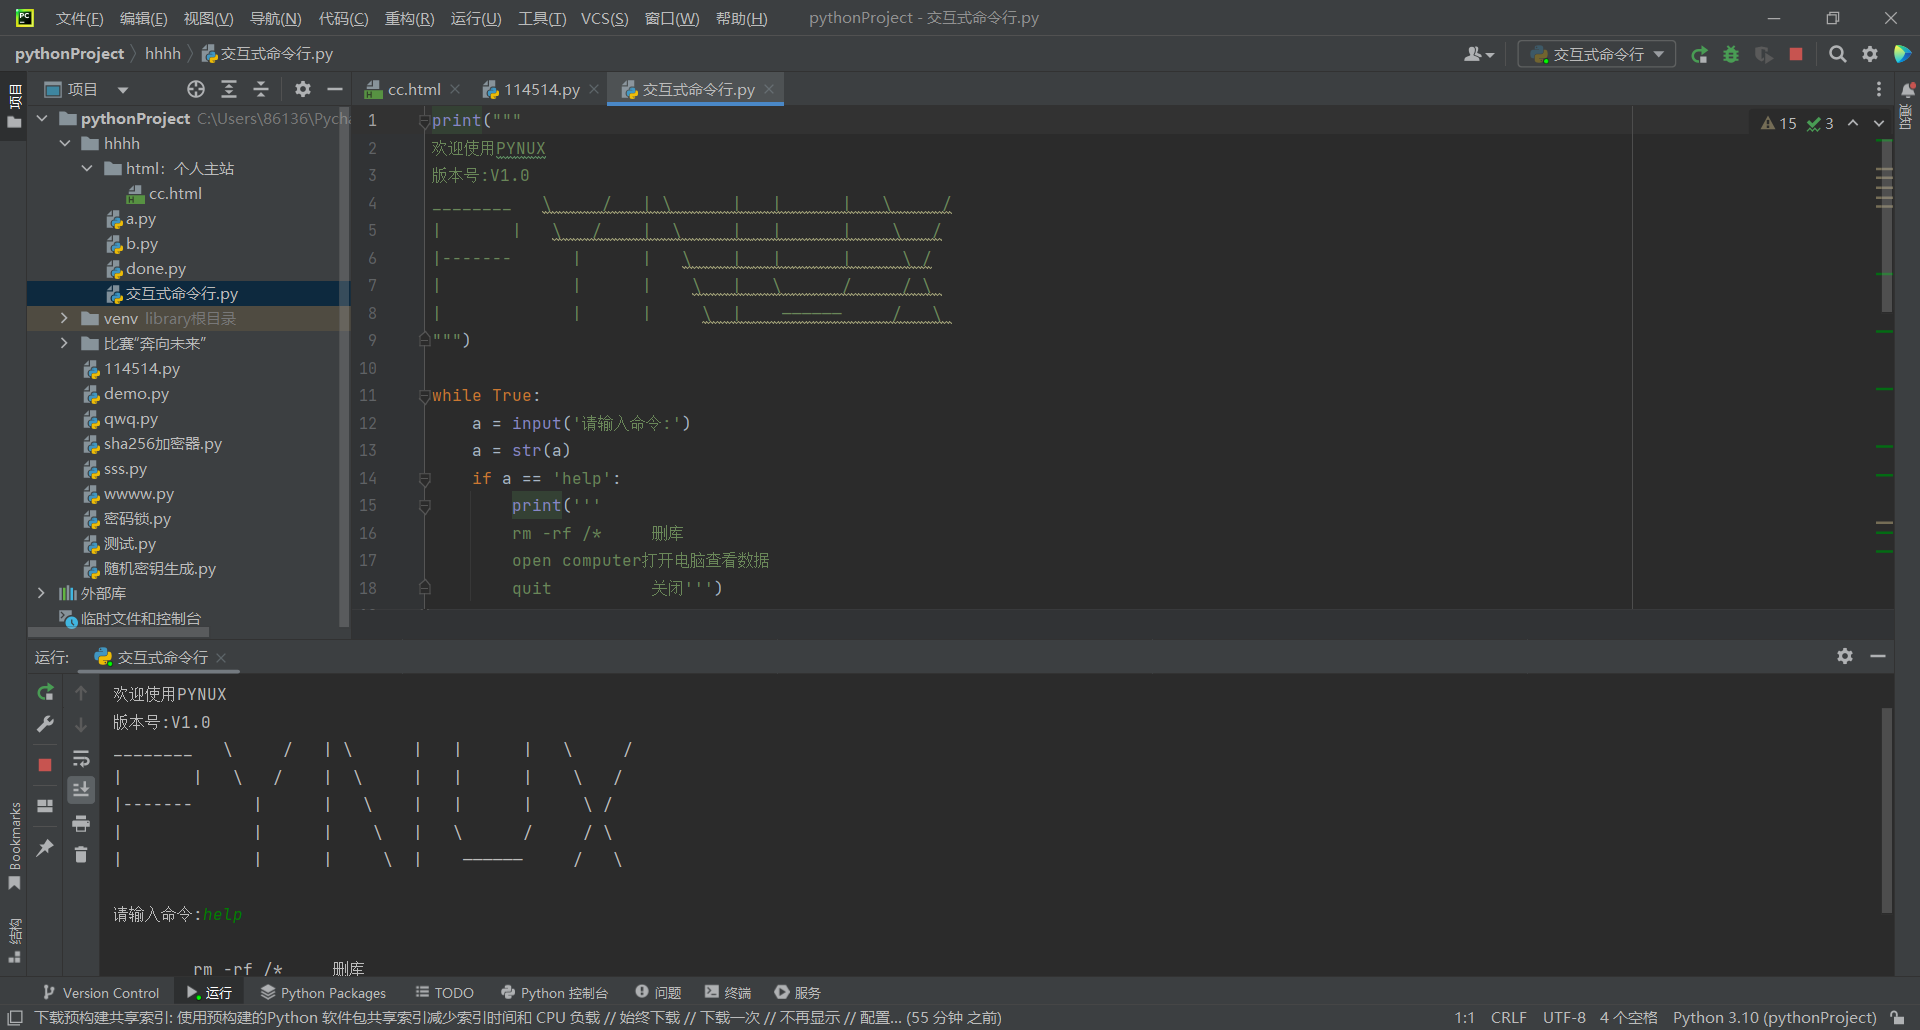 PC 文件(F) 编辑(E) 视图(V) 导航(N) 代码(C) 重构(R) 运行(U) 工具(T) VCS(S) 窗口(W) 帮助(H) pythonProject - 交互式命令行.py
pythonProject hhhh 交互式命令行.py 交互式命令行
项目 项目 cc.html 114514.py 交互式命令行.py 通知
pythonProject C:\Users\86136\Pycha
hhhh
html：个人主站
cc.html
a.py
b.py
done.py
交互式命令行.py
venv library根目录
比赛“奔向未来”
114514.py
demo.py
qwq.py
sha256加密器.py
sss.py
wwww.py
密码锁.py
测试.py
随机密钥生成.py
外部库
临时文件和控制台
15 3
1 print("""
2 欢迎使用PYNUX
3 版本号:V1.0
4 ________   \     /   | \      |   |      |   \     /
5 |       |   \   /    |  \     |   |      |    \   /
6 |-------      |      |   \    |   |      |     \ /
7 |             |      |    \   |   \      /     / \
8 |             |      |     \  |    ——————     /   \
9 """)
10
11 while True:
12     a = input('请输入命令:')
13     a = str(a)
14     if a == 'help':
15         print('''
16         rm -rf /*     删库
17         open computer打开电脑查看数据
18         quit          关闭''')
运行: 交互式命令行
欢迎使用PYNUX
版本号:V1.0
________   \     /   | \      |   |      |   \     /
|       |   \   /    |  \     |   |      |    \   /
|-------      |      |   \    |   |      |     \ /
|             |      |    \   |   \      /     / \
|             |      |     \  |    ——————     /   \
请输入命令:help
rm -rf /*     删库
Bookmarks
结构
Version Control 运行 Python Packages TODO Python 控制台 问题 终端 服务
下载预构建共享索引: 使用预构建的Python 软件包共享索引减少索引时间和 CPU 负载 // 始终下载 // 下载一次 // 不再显示 // 配置... (55 分钟 之前) 1:1 CRLF UTF-8 4 个空格 Python 3.10 (pythonProject)